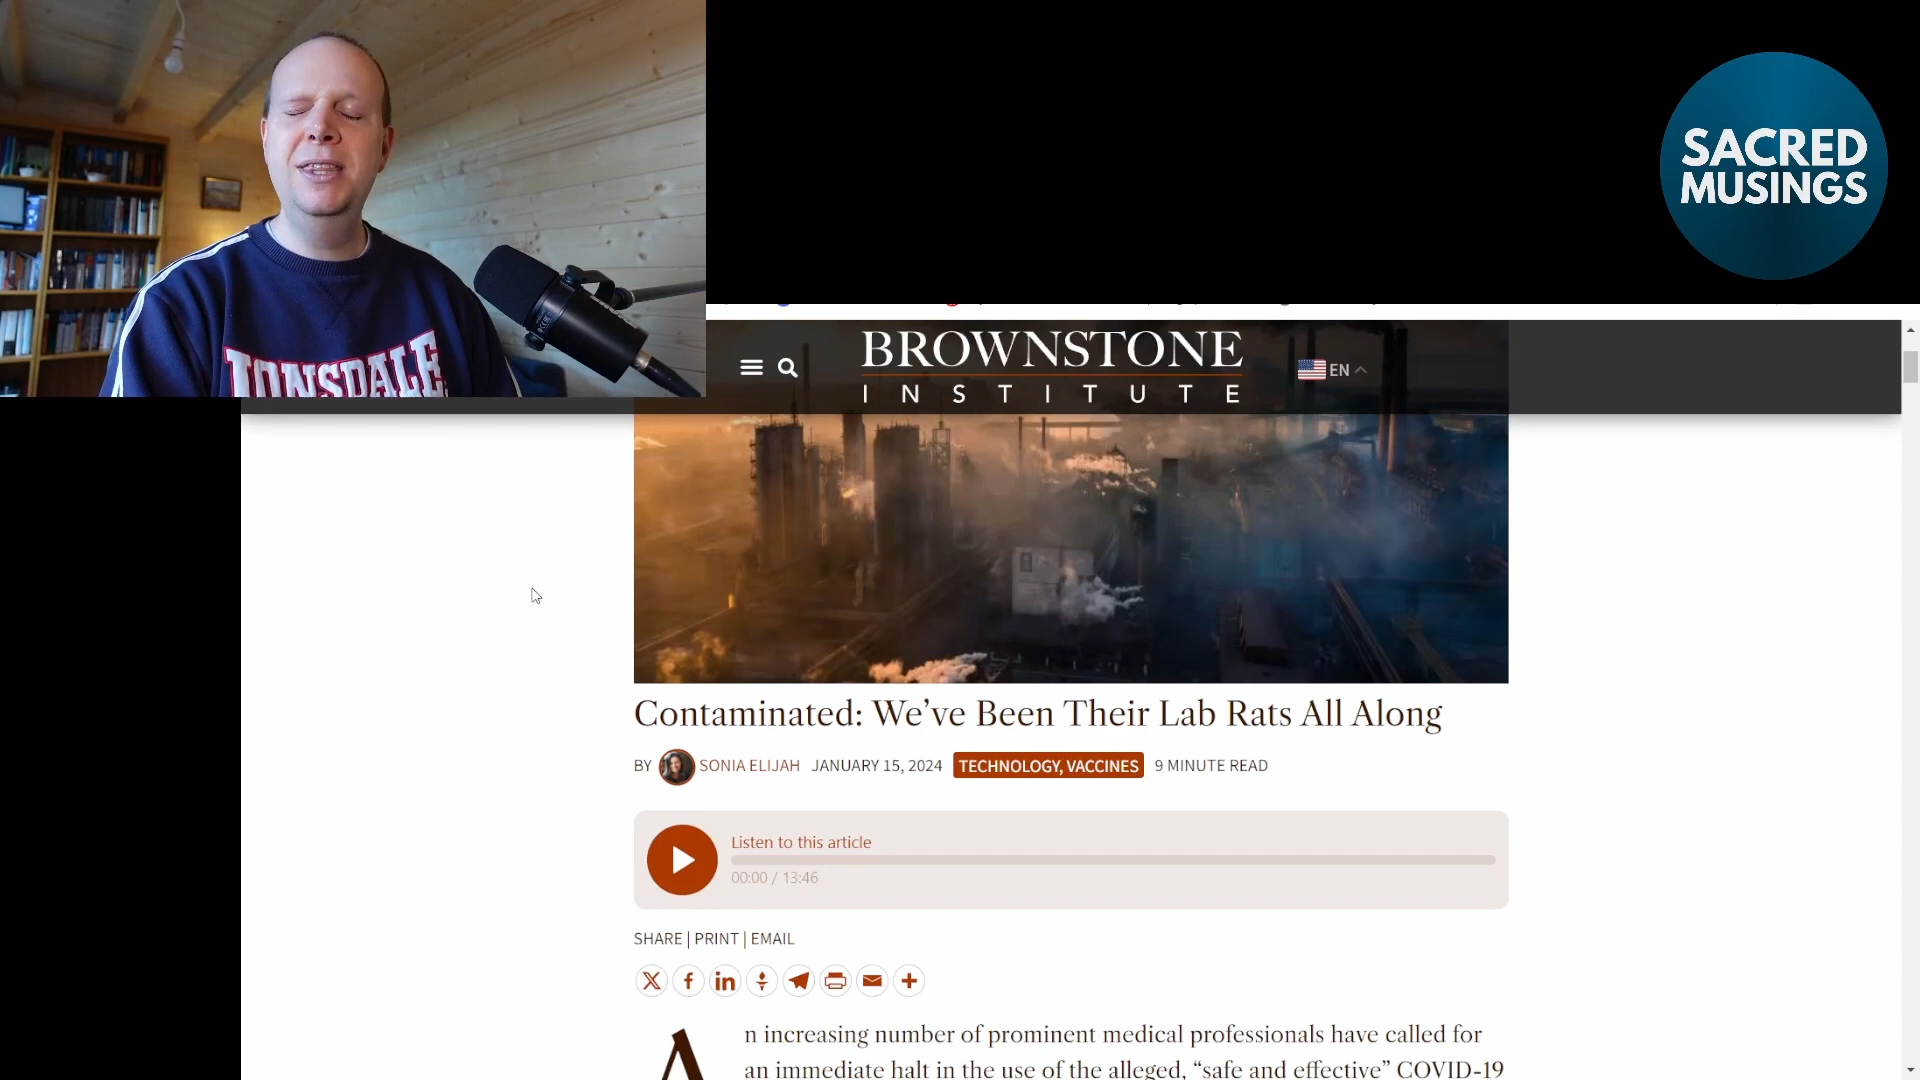 SACRED
MUSINGS
LONSDALE
BROWNSTONE
INSTITUTE
EN
Contaminated: We’ve Been Their Lab Rats All Along
BY SONIA ELIJAH JANUARY 15, 2024 TECHNOLOGY, VACCINES 9 MINUTE READ
Listen to this article
00:00 / 13:46
SHARE | PRINT | EMAIL
An increasing number of prominent medical professionals have called for
an immediate halt in the use of the alleged, “safe and effective” COVID-19